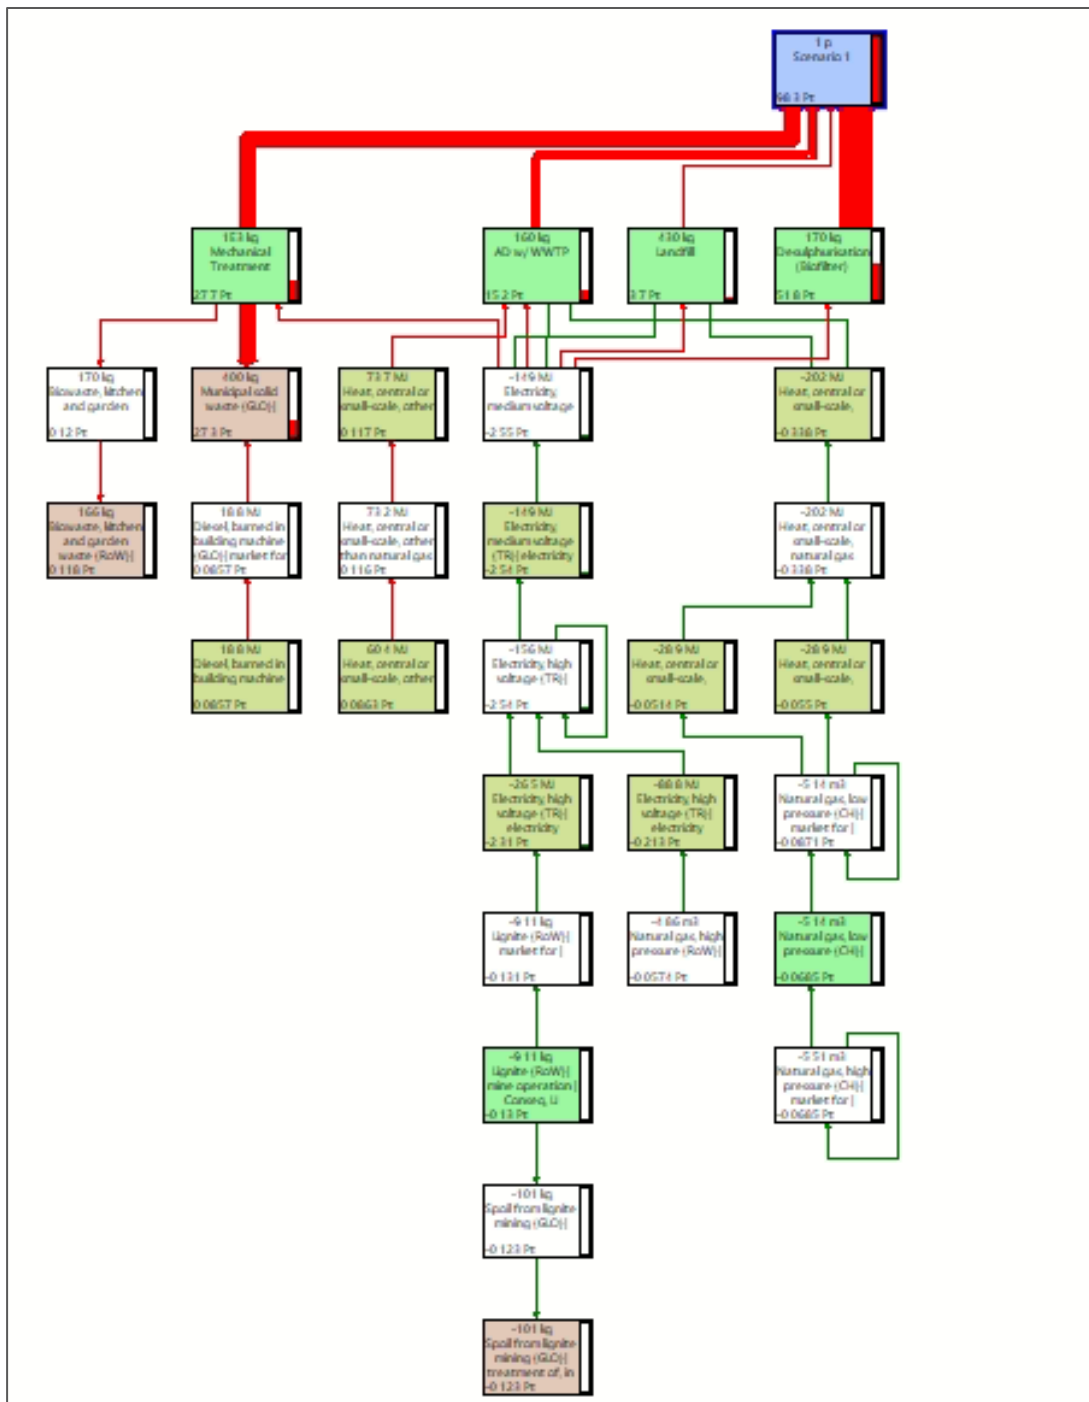 1 p
Scenario 1
98.3 Pt
153 kg
Mechanical
Treatment
27.7 Pt
160 kg
AD w/ WWTP
15.2 Pt
430 kg
Landfill
3.7 Pt
170 kg
Desulphurisation
(Biofilter)
51.8 Pt
170 kg
Biowaste, kitchen
and garden
0.12 Pt
400 kg
Municipal solid
waste {GLO}|
27.3 Pt
73.7 MJ
Heat, central or
small-scale, other
0.117 Pt
-149 MJ
Electricity,
medium voltage
-2.55 Pt
-202 MJ
Heat, central or
small-scale,
-0.338 Pt
166 kg
Biowaste, kitchen
and garden
waste {RoW}|
0.118 Pt
18.8 MJ
Diesel, burned in
building machine
{GLO}| market for
0.0857 Pt
73.2 MJ
Heat, central or
small-scale, other
than natural gas
0.116 Pt
-149 MJ
Electricity,
medium voltage
{TR}| electricity
-2.54 Pt
-202 MJ
Heat, central or
small-scale,
natural gas
-0.338 Pt
18.8 MJ
Diesel, burned in
building machine
0.0857 Pt
60.4 MJ
Heat, central or
small-scale, other
0.0863 Pt
-156 MJ
Electricity, high
voltage {TR}|
-2.54 Pt
-28.9 MJ
Heat, central or
small-scale,
-0.0514 Pt
-28.9 MJ
Heat, central or
small-scale,
-0.055 Pt
-26.5 MJ
Electricity, high
voltage {TR}|
electricity
-2.31 Pt
-88.8 MJ
Electricity, high
voltage {TR}|
electricity
-0.213 Pt
-5.14 m3
Natural gas, low
pressure {CH}|
market for |
-0.0871 Pt
-9.11 kg
Lignite {RoW}|
market for |
-0.131 Pt
-4.86 m3
Natural gas, high
pressure {RoW}|
-0.0574 Pt
-5.14 m3
Natural gas, low
pressure {CH}|
-0.0685 Pt
-9.11 kg
Lignite {RoW}|
mine operation |
Conseq, U
-0.13 Pt
-5.51 m3
Natural gas, high
pressure {CH}|
market for |
-0.0685 Pt
-101 kg
Spoil from lignite
mining {GLO}|
-0.123 Pt
-101 kg
Spoil from lignite
mining {GLO}|
treatment of, in
-0.123 Pt